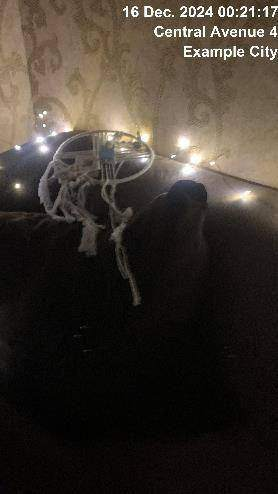 16 Dec. 2024 00:21:17
Central Avenue 4
Example City